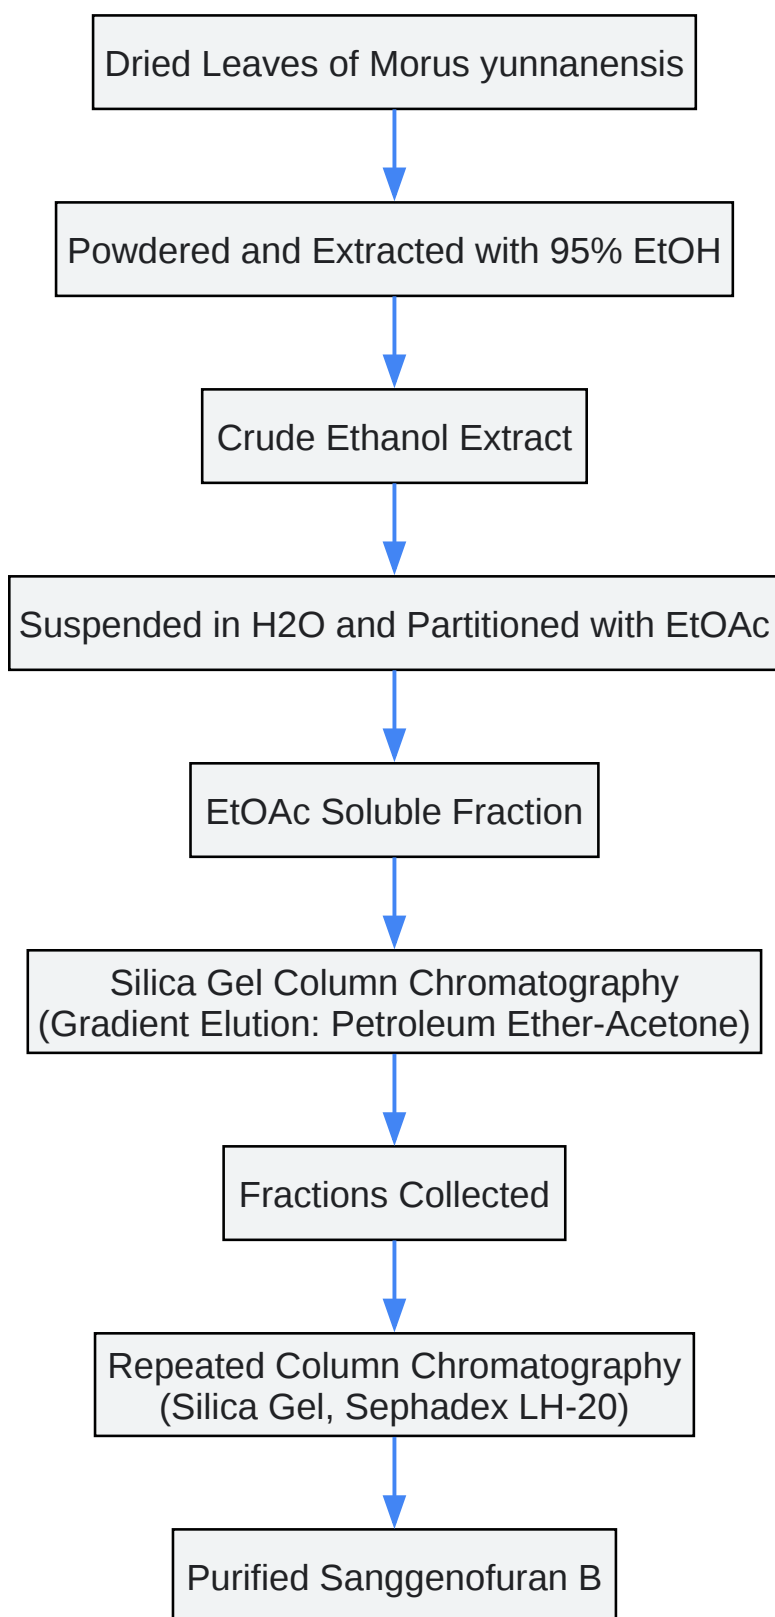 Dried Leaves of Morus yunnanensis
Powdered and Extracted with 95% EtOH
Crude Ethanol Extract
Suspended in H2O and Partitioned with EtOAc
EtOAc Soluble Fraction
Silica Gel Column Chromatography
(Gradient Elution: Petroleum Ether-Acetone)
Fractions Collected
Repeated Column Chromatography
(Silica Gel, Sephadex LH-20)
Purified Sanggenofuran B